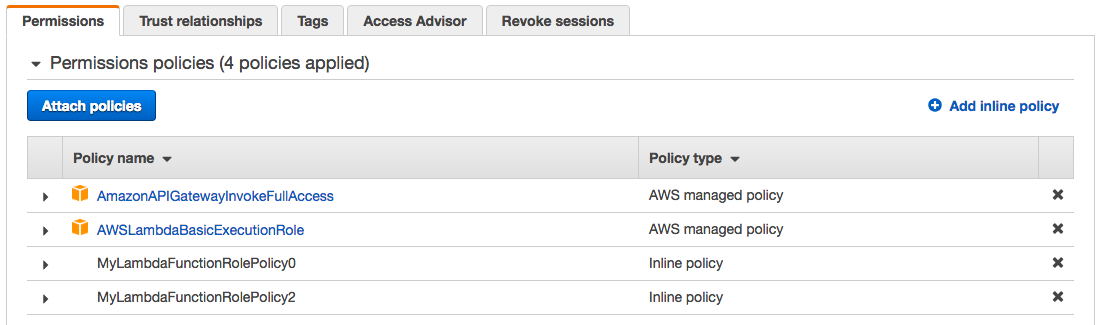 Permissions Trust relationships Tags Access Advisor Revoke sessions
Permissions policies (4 policies applied)
Attach policies Add inline policy
Policy name Policy type
AmazonAPIGatewayInvokeFullAccess AWS managed policy
AWSLambdaBasicExecutionRole AWS managed policy
MyLambdaFunctionRolePolicy0 Inline policy
MyLambdaFunctionRolePolicy2 Inline policy